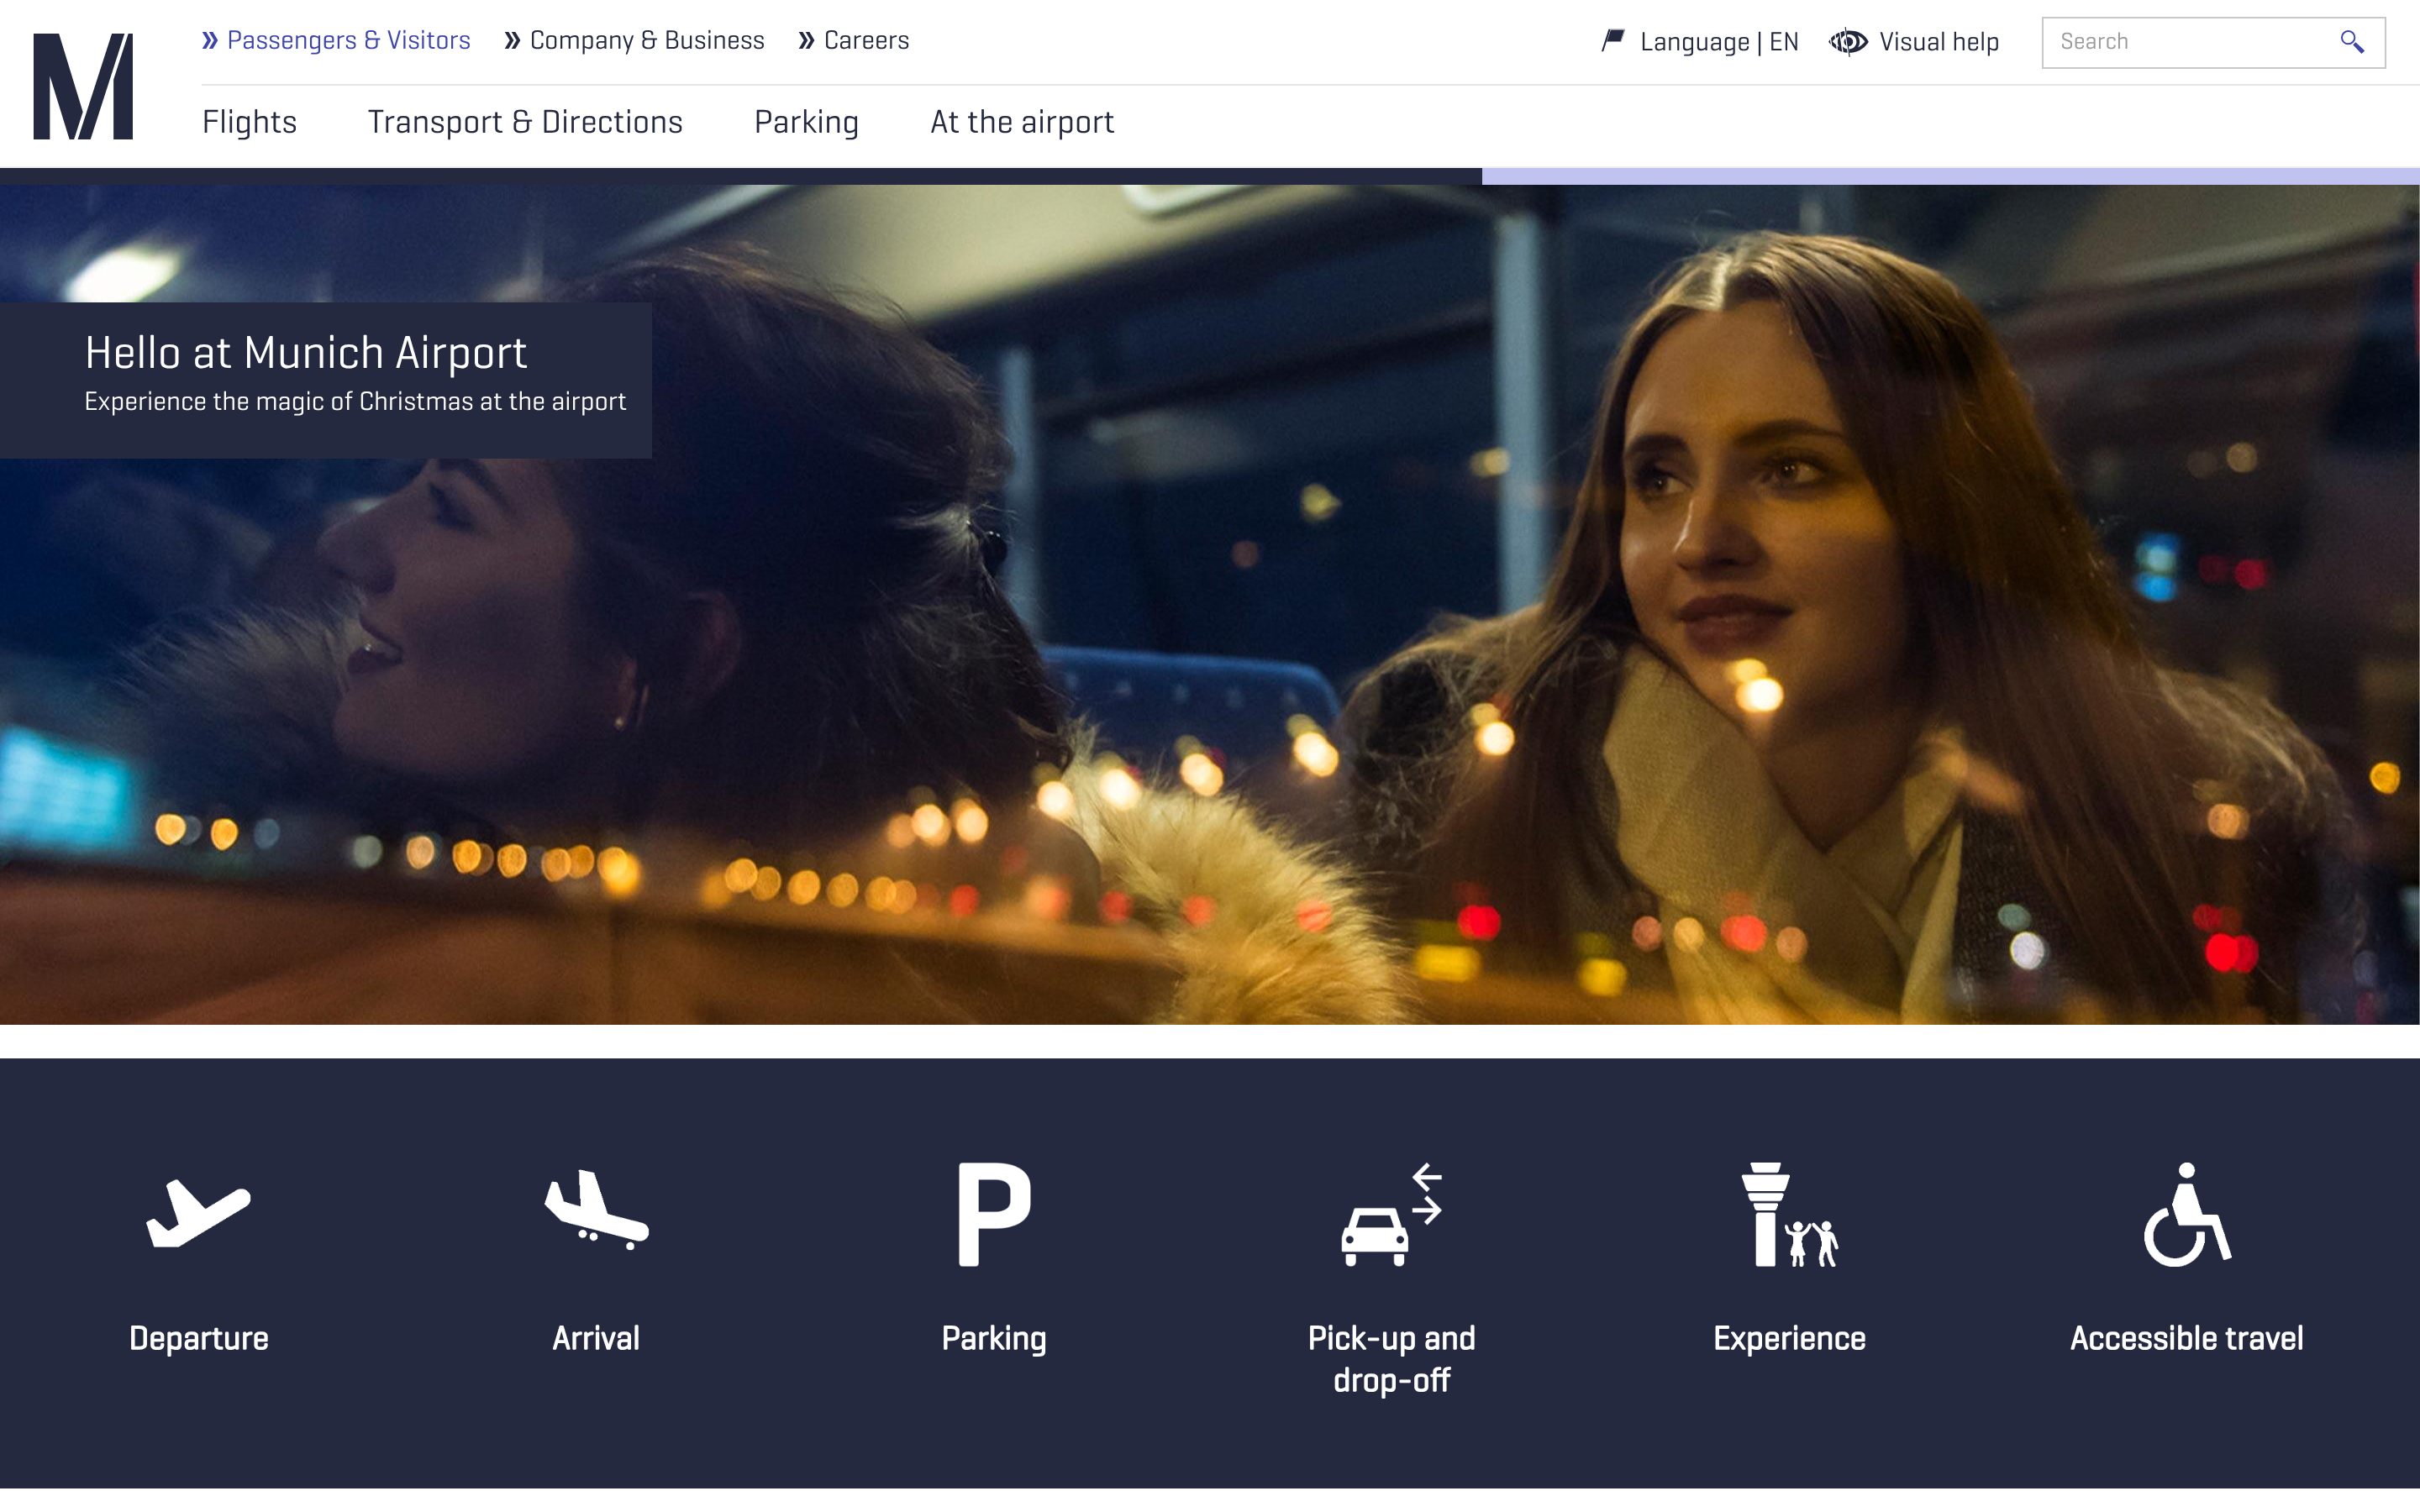 M
Passengers & Visitors
Company & Business
Careers
Language | EN
Visual help
Search
Flights
Transport & Directions
Parking
At the airport
Hello at Munich Airport
Experience the magic of Christmas at the airport
Departure
Arrival
P
Parking
Pick-up and
drop-off
Experience
Accessible travel